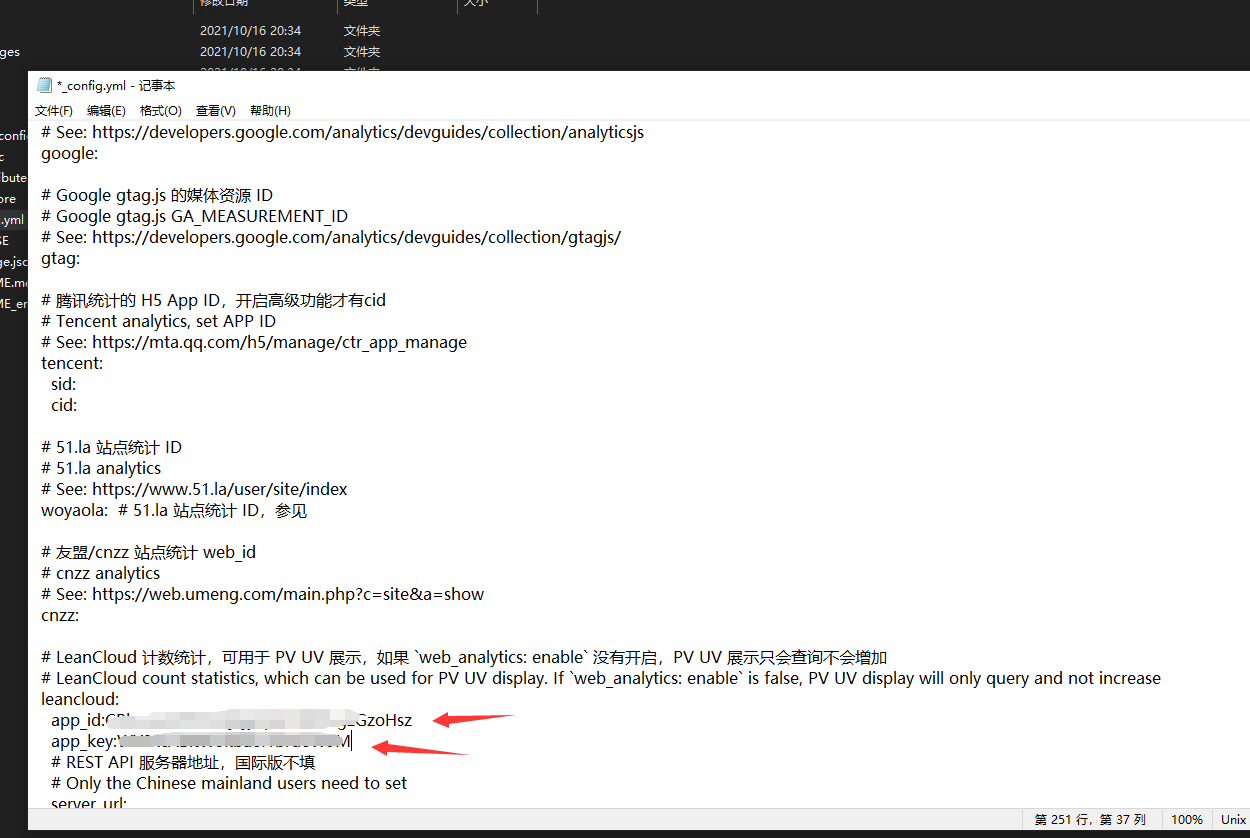 修改日期 类型 大小
2021/10/16 20:34 文件夹
ges 2021/10/16 20:34 文件夹
2021/10/16 20:34 文件夹
*_config.yml - 记事本
文件(F) 编辑(E) 格式(O) 查看(V) 帮助(H)
# See: https://developers.google.com/analytics/devguides/collection/analyticsjs
google:
# Google gtag.js 的媒体资源 ID
# Google gtag.js GA_MEASUREMENT_ID
# See: https://developers.google.com/analytics/devguides/collection/gtagjs/
gtag:
# 腾讯统计的 H5 App ID，开启高级功能才有cid
# Tencent analytics, set APP ID
# See: https://mta.qq.com/h5/manage/ctr_app_manage
tencent:
sid:
cid:
# 51.la 站点统计 ID
# 51.la analytics
# See: https://www.51.la/user/site/index
woyaola:  # 51.la 站点统计 ID，参见
# 友盟/cnzz 站点统计 web_id
# cnzz analytics
# See: https://web.umeng.com/main.php?c=site&a=show
cnzz:
# LeanCloud 计数统计，可用于 PV UV 展示，如果 `web_analytics: enable` 没有开启，PV UV 展示只会查询不会增加
# LeanCloud count statistics, which can be used for PV UV display. If `web_analytics: enable` is false, PV UV display will only query and not increase
leancloud:
app_id: GzoHsz
app_key:
# REST API 服务器地址，国际版不填
# Only the Chinese mainland users need to set
server_url:
confi
c
bute
ore
.yml
SE
ge.jsc
ME.mc
ME_er
第 251 行，第 37 列 100% Unix